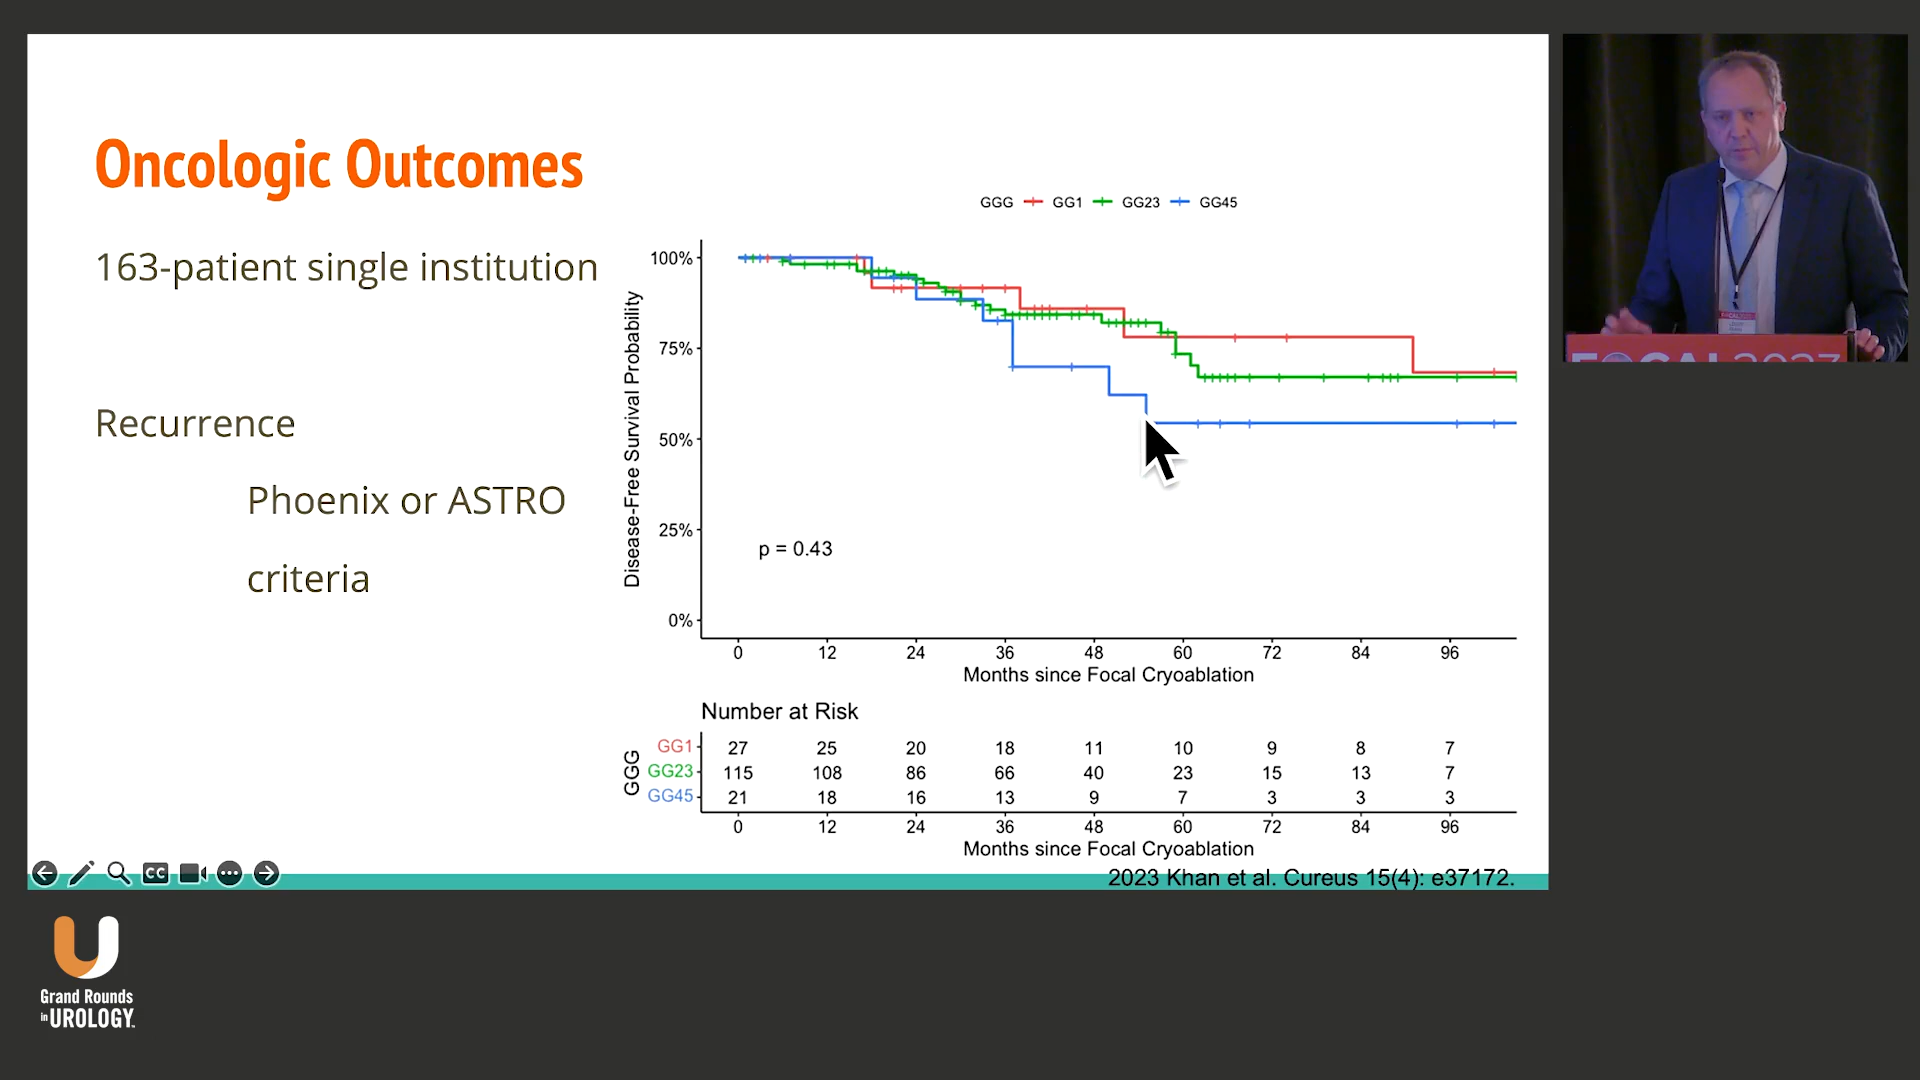 Oncologic Outcomes
163-patient single institution
Recurrence
Phoenix or ASTRO
criteria
GGG GG1 GG23 GG45
Disease-Free Survival Probability
100%
75%
50%
25%
0%
p = 0.43
0 12 24 36 48 60 72 84 96
Months since Focal Cryoablation
Number at Risk
GGG
GG1 27 25 20 18 11 10 9 8 7
GG23 115 108 86 66 40 23 15 13 7
GG45 21 18 16 13 9 7 3 3 3
0 12 24 36 48 60 72 84 96
Months since Focal Cryoablation
2023 Khan et al. Cureus 15(4): e37172.
CC
Grand Rounds
in UROLOGY